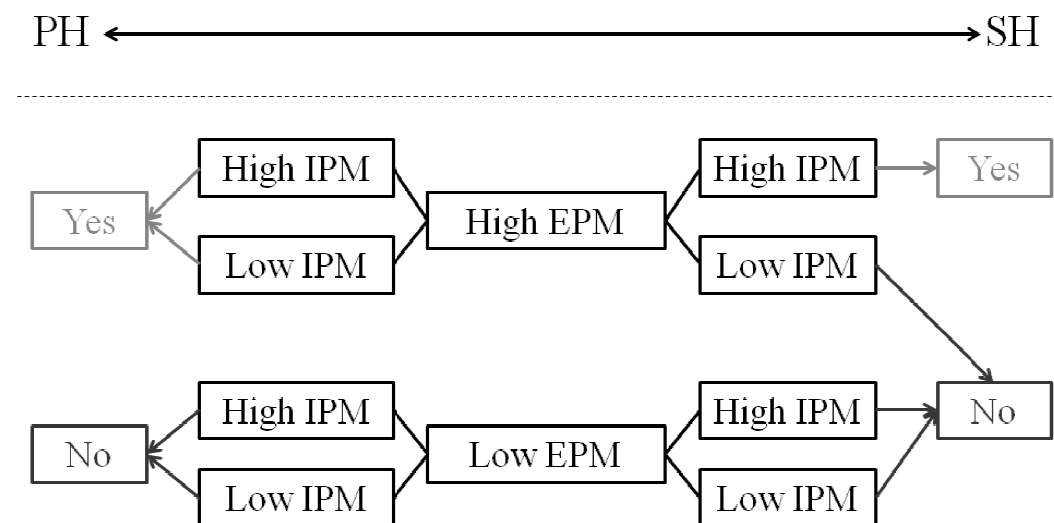 PH SH
High IPM High IPM Yes
Yes High EPM
Low IPM Low IPM
High IPM High IPM No
No Low EPM
Low IPM Low IPM